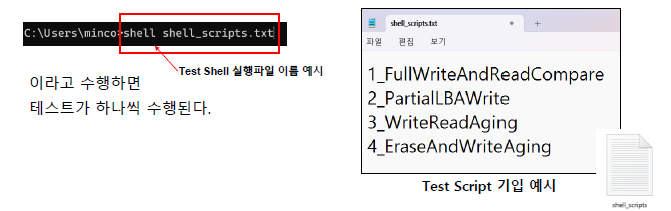 C:\Users\minco>shell shell_scripts.txt
Test Shell 실행파일 이름 예시
이라고 수행하면
테스트가 하나씩 수행된다.
shell_scripts.txt
파일 편집 보기
1_FullWriteAndReadCompare
2_PartialLBAWrite
3_WriteReadAging
4_EraseAndWriteAging
Test Script 기입 예시
shell_scripts